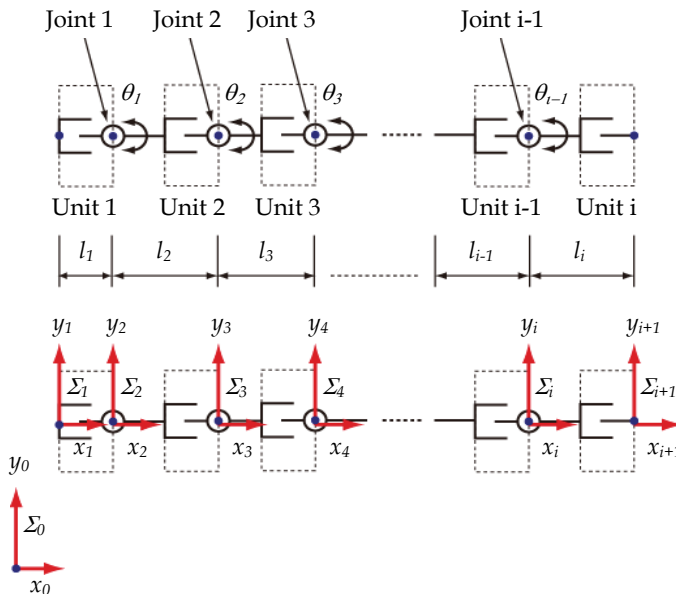 Joint 1 Joint 2 Joint 3 Joint i-1
θ1 θ2 θ3 θi−1
Unit 1 Unit 2 Unit 3 Unit i-1 Unit i
l1 l2 l3 li-1 li
y1 y2 y3 y4 yi yi+1
Σ1 Σ2 Σ3 Σ4 Σi Σi+1
x1 x2 x3 x4 xi xi+1
y0
Σ0
x0